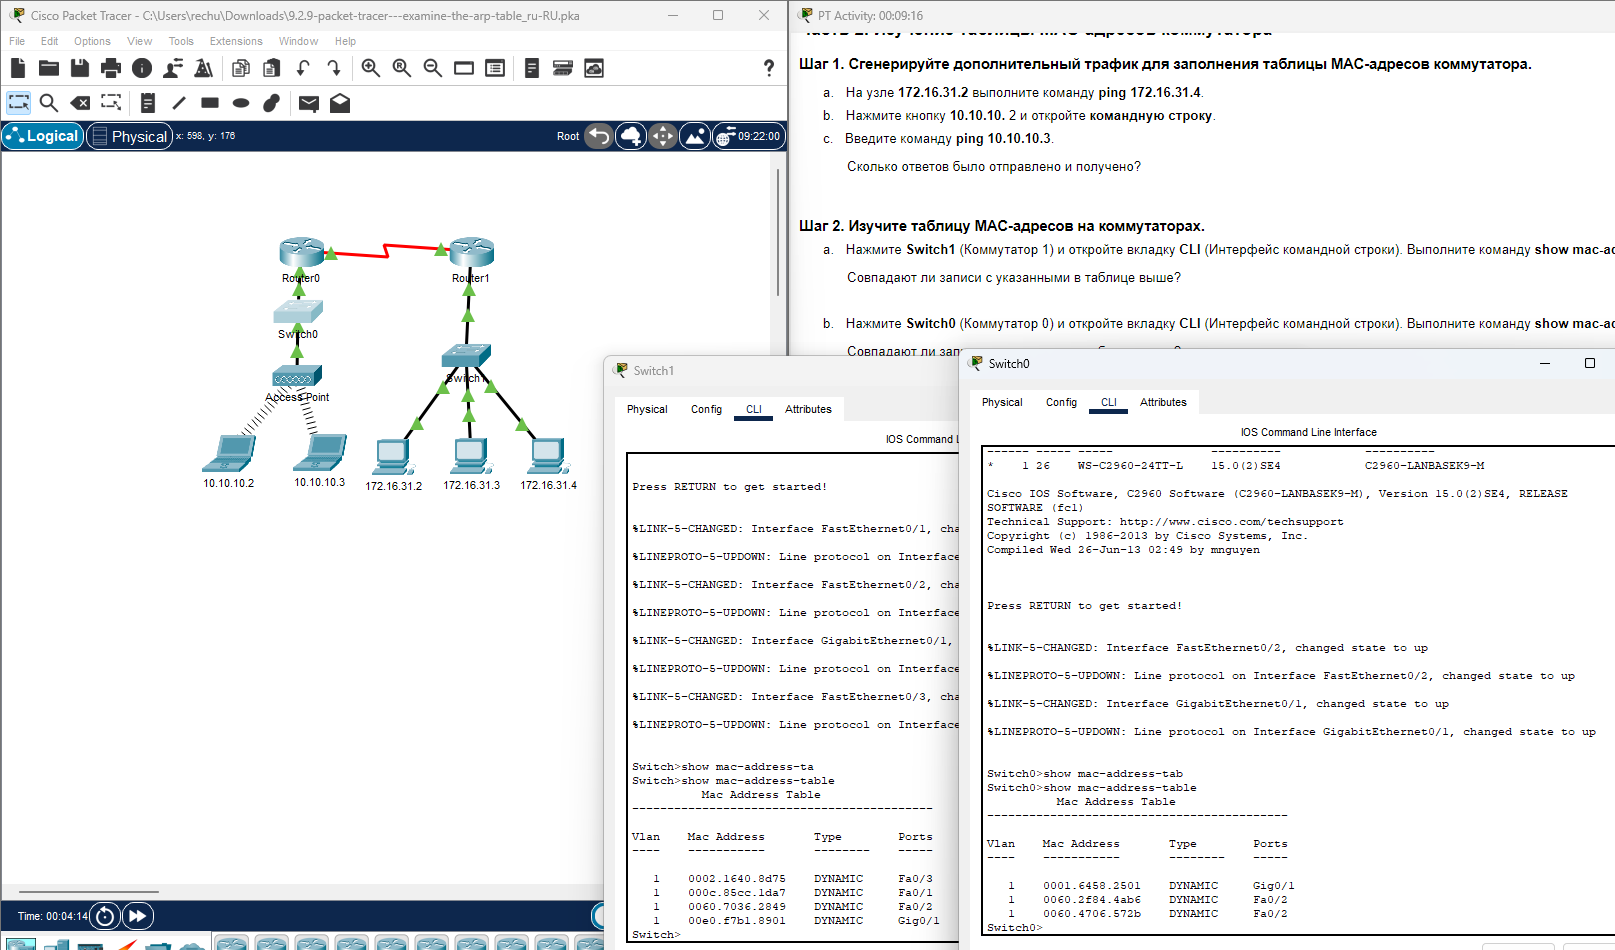 Cisco Packet Tracer - C:\Users\rechu\Downloads\9.2.9-packet-tracer---examine-the-arp-table_ru-RU.pka
File Edit Options View Tools Extensions Window Help
Logical Physical x: 598, y: 176 Root 09:22:00
Router0
Router1
Switch0
Switch1
Access Point
10.10.10.2
10.10.10.3
172.16.31.2
172.16.31.3
172.16.31.4
Time: 00:04:14
PT Activity: 00:09:16
Часть 2. Изучение таблицы MAC-адресов коммутатора
Шаг 1. Сгенерируйте дополнительный трафик для заполнения таблицы MAC-адресов коммутатора.
a. На узле 172.16.31.2 выполните команду ping 172.16.31.4.
b. Нажмите кнопку 10.10.10. 2 и откройте командную строку.
c. Введите команду ping 10.10.10.3.
Сколько ответов было отправлено и получено?
Шаг 2. Изучите таблицу MAC-адресов на коммутаторах.
a. Нажмите Switch1 (Коммутатор 1) и откройте вкладку CLI (Интерфейс командной строки). Выполните команду show mac-ac
Совпадают ли записи с указанными в таблице выше?
b. Нажмите Switch0 (Коммутатор 0) и откройте вкладку CLI (Интерфейс командной строки). Выполните команду show mac-ac
Совпадают ли зап
Switch1
Physical Config CLI Attributes
IOS Command L
Press RETURN to get started!
%LINK-5-CHANGED: Interface FastEthernet0/1, cha
%LINEPROTO-5-UPDOWN: Line protocol on Interface
%LINK-5-CHANGED: Interface FastEthernet0/2, cha
%LINEPROTO-5-UPDOWN: Line protocol on Interface
%LINK-5-CHANGED: Interface GigabitEthernet0/1,
%LINEPROTO-5-UPDOWN: Line protocol on Interface
%LINK-5-CHANGED: Interface FastEthernet0/3, cha
%LINEPROTO-5-UPDOWN: Line protocol on Interface
Switch>show mac-address-ta
Switch>show mac-address-table
Mac Address Table
-------------------------------------------
Vlan Mac Address Type Ports
---- ----------- -------- -----
1 0002.1640.8d75 DYNAMIC Fa0/3
1 000c.85cc.1da7 DYNAMIC Fa0/1
1 0060.7036.2849 DYNAMIC Fa0/2
1 00e0.f7b1.8901 DYNAMIC Gig0/1
Switch>
Switch0
Physical Config CLI Attributes
IOS Command Line Interface
------ ----- ----- ---------- ----------
* 1 26 WS-C2960-24TT-L 15.0(2)SE4 C2960-LANBASEK9-M
Cisco IOS Software, C2960 Software (C2960-LANBASEK9-M), Version 15.0(2)SE4, RELEASE
SOFTWARE (fc1)
Technical Support: http://www.cisco.com/techsupport
Copyright (c) 1986-2013 by Cisco Systems, Inc.
Compiled Wed 26-Jun-13 02:49 by mnguyen
Press RETURN to get started!
%LINK-5-CHANGED: Interface FastEthernet0/2, changed state to up
%LINEPROTO-5-UPDOWN: Line protocol on Interface FastEthernet0/2, changed state to up
%LINK-5-CHANGED: Interface GigabitEthernet0/1, changed state to up
%LINEPROTO-5-UPDOWN: Line protocol on Interface GigabitEthernet0/1, changed state to up
Switch0>show mac-address-tab
Switch0>show mac-address-table
Mac Address Table
-------------------------------------------
Vlan Mac Address Type Ports
---- ----------- -------- -----
1 0001.6458.2501 DYNAMIC Gig0/1
1 0060.2f84.4ab6 DYNAMIC Fa0/2
1 0060.4706.572b DYNAMIC Fa0/2
Switch0>